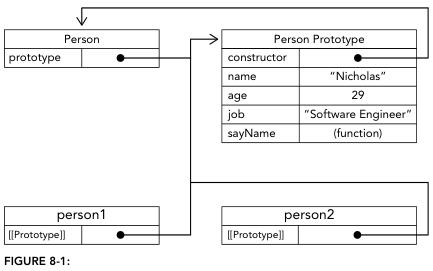 Person
prototype
Person Prototype
constructor
name "Nicholas"
age 29
job "Software Engineer"
sayName (function)
person1
[[Prototype]]
person2
[[Prototype]]
FIGURE 8-1: